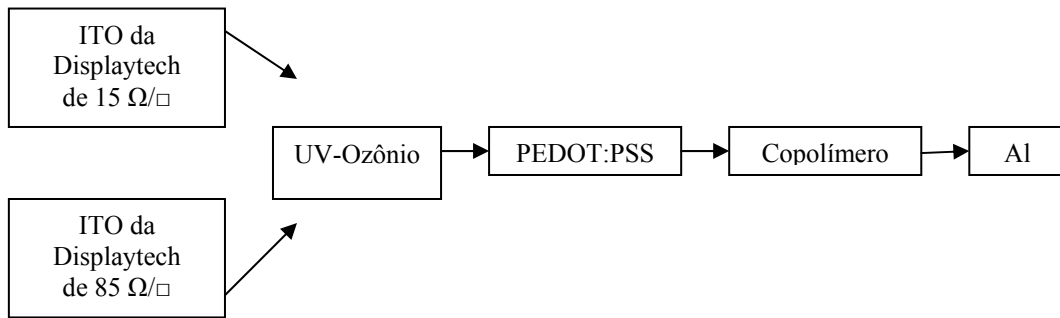 ITO da
Displaytech
de 15 Ω/□
UV-Ozônio
PEDOT:PSS
Copolímero
Al
ITO da
Displaytech
de 85 Ω/□